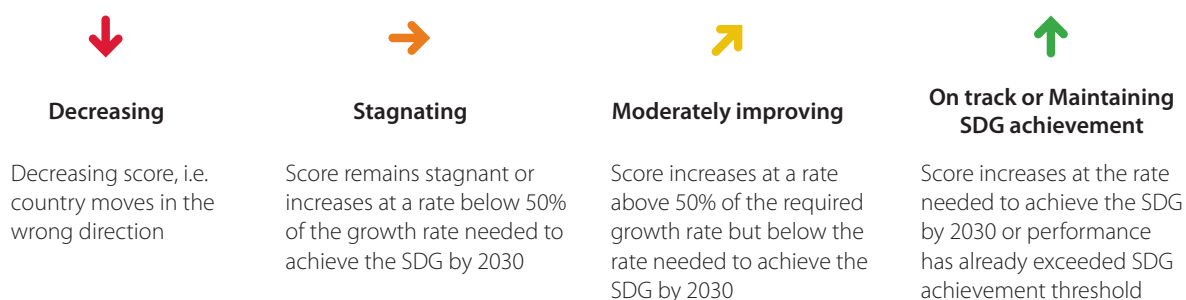 Decreasing
Decreasing score, i.e.
country moves in the
wrong direction
Stagnating
Score remains stagnant or
increases at a rate below 50%
of the growth rate needed to
achieve the SDG by 2030
Moderately improving
Score increases at a rate
above 50% of the required
growth rate but below the
rate needed to achieve the
SDG by 2030
On track or Maintaining
SDG achievement
Score increases at the rate
needed to achieve the SDG
by 2030 or performance
has already exceeded SDG
achievement threshold